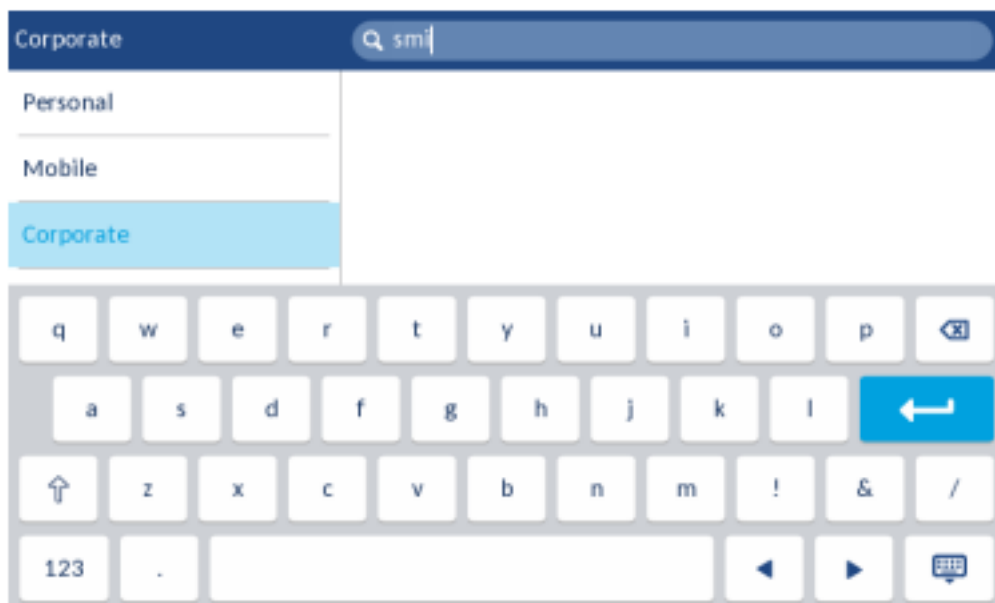 Corporate smi
Personal
Mobile
Corporate
q w e r t y u i o p
a s d f g h j k l
z x c v b n m ! & /
123 .